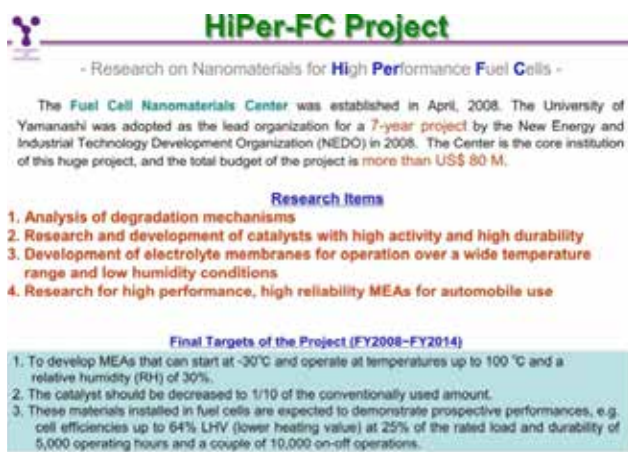 HiPer-FC Project
- Research on Nanomaterials for High Performance Fuel Cells -
The Fuel Cell Nanomaterials Center was established in April, 2008. The University of
Yamanashi was adopted as the lead organization for a 7-year project by the New Energy and
Industrial Technology Development Organization (NEDO) in 2008. The Center is the core institution
of this huge project, and the total budget of the project is more than US$ 80 M.
Research Items
1. Analysis of degradation mechanisms
2. Research and development of catalysts with high activity and high durability
3. Development of electrolyte membranes for operation over a wide temperature
range and low humidity conditions
4. Research for high performance, high reliability MEAs for automobile use
Final Targets of the Project (FY2008~FY2014)
1. To develop MEAs that can start at -30℃ and operate at temperatures up to 100 ℃ and a
relative humidity (RH) of 30%.
2. The catalyst should be decreased to 1/10 of the conventionally used amount.
3. These materials installed in fuel cells are expected to demonstrate prospective performances, e.g.
cell efficiencies up to 64% LHV (lower heating value) at 25% of the rated load and durability of
5,000 operating hours and a couple of 10,000 on-off operations.